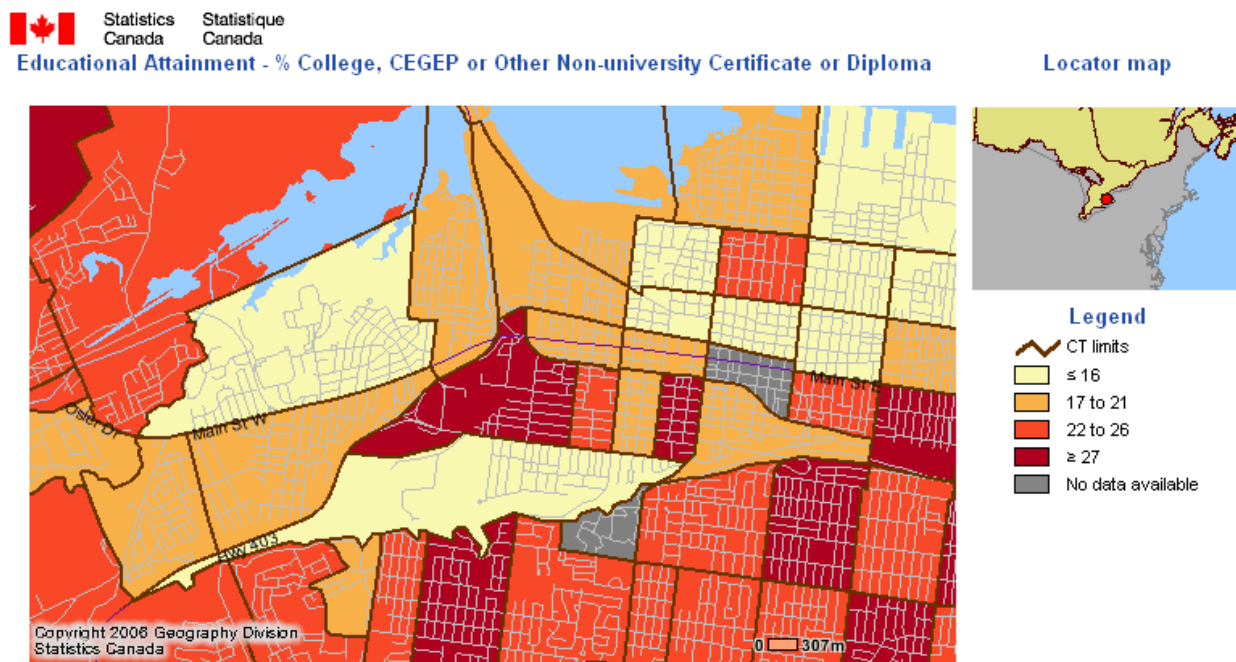 Statistics Statistique
Canada Canada
Educational Attainment - % College, CEGEP or Other Non-university Certificate or Diploma
Locator map
Legend
CT limits
≤ 16
17 to 21
22 to 26
≥ 27
No data available
Main St E
Osler Dr
Main St W
Hwy 403
Copyright 2006 Geography Division
Statistics Canada
0 307m